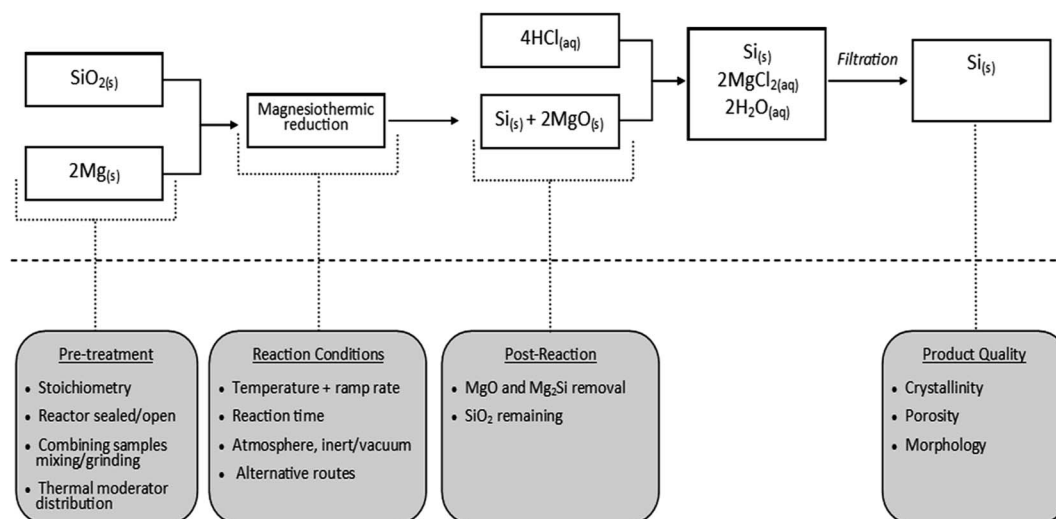 SiO2(s)
2Mg(s)
Magnesiothermic
reduction
4HCl(aq)
Si(s) + 2MgO(s)
Si(s)
2MgCl2(aq)
2H2O(aq)
Filtration
Si(s)
Pre-treatment
• Stoichiometry
• Reactor sealed/open
• Combining samples
mixing/grinding
• Thermal moderator
distribution
Reaction Conditions
• Temperature + ramp rate
• Reaction time
• Atmosphere, inert/vacuum
• Alternative routes
Post-Reaction
• MgO and Mg2Si removal
• SiO2 remaining
Product Quality
• Crystallinity
• Porosity
• Morphology